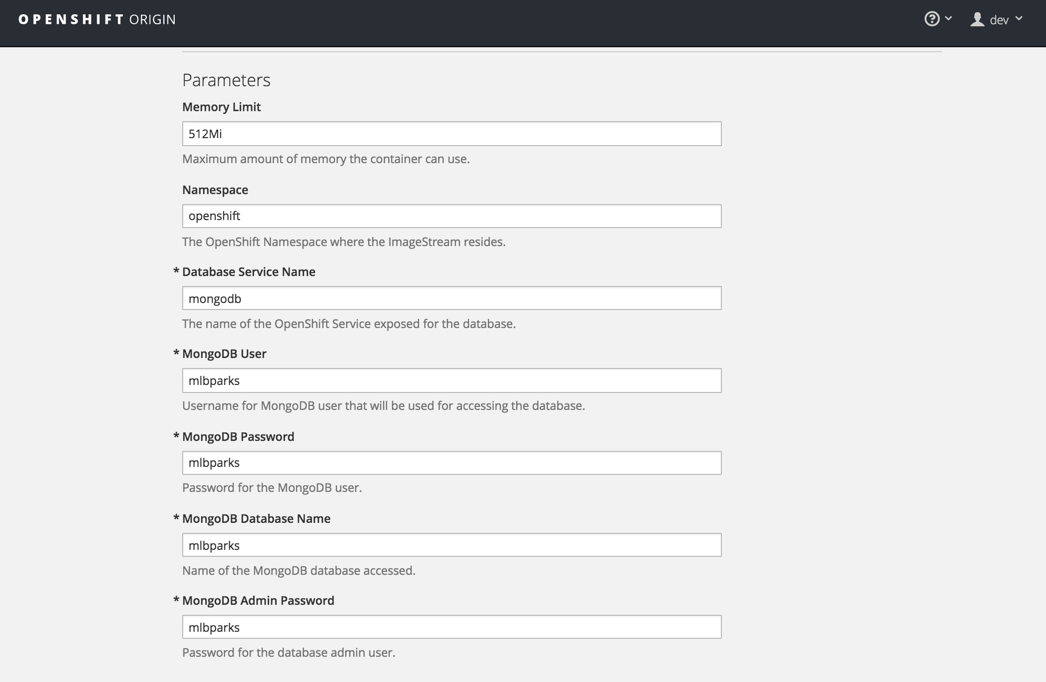 OPENSHIFT ORIGIN
dev
Parameters
Memory Limit
512Mi
Maximum amount of memory the container can use.
Namespace
openshift
The OpenShift Namespace where the ImageStream resides.
* Database Service Name
mongodb
The name of the OpenShift Service exposed for the database.
* MongoDB User
mlbparks
Username for MongoDB user that will be used for accessing the database.
* MongoDB Password
mlbparks
Password for the MongoDB user.
* MongoDB Database Name
mlbparks
Name of the MongoDB database accessed.
* MongoDB Admin Password
mlbparks
Password for the database admin user.